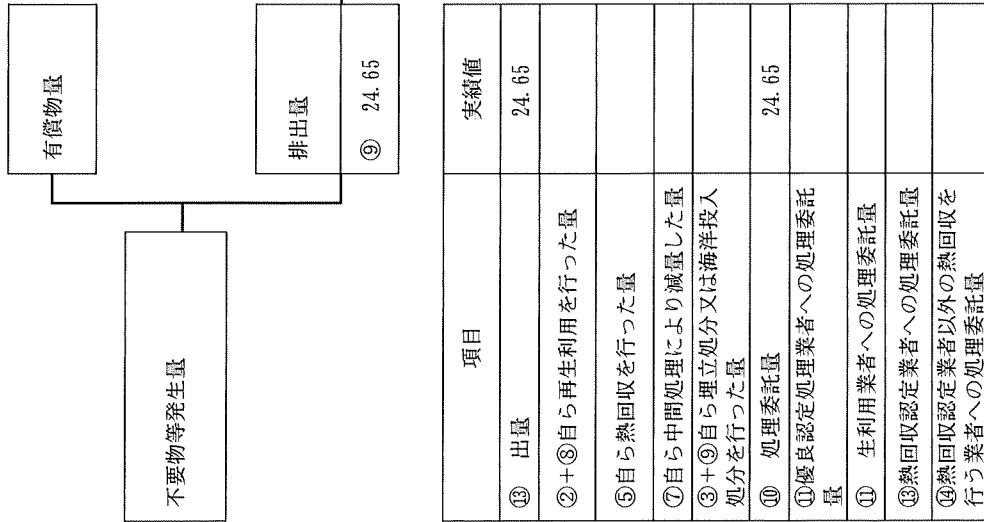 不要物等発生量
有償物量
排出量
⑨ 24.65
項目
実績値
⑬ 出量
24.65
②+⑧自ら再生利用を行った量
⑤自ら熱回収を行った量
⑦自ら中間処理により減量した量
③+⑨自ら埋立処分又は海洋投入
処分を行った量
⑩ 処理委託量
24.65
⑪優良認定処理業者への処理委託
量
⑪ 生利用業者への処理委託量
⑬熱回収認定業者への処理委託量
⑭熱回収認定業者以外の熱回収を
行う業者への処理委託量